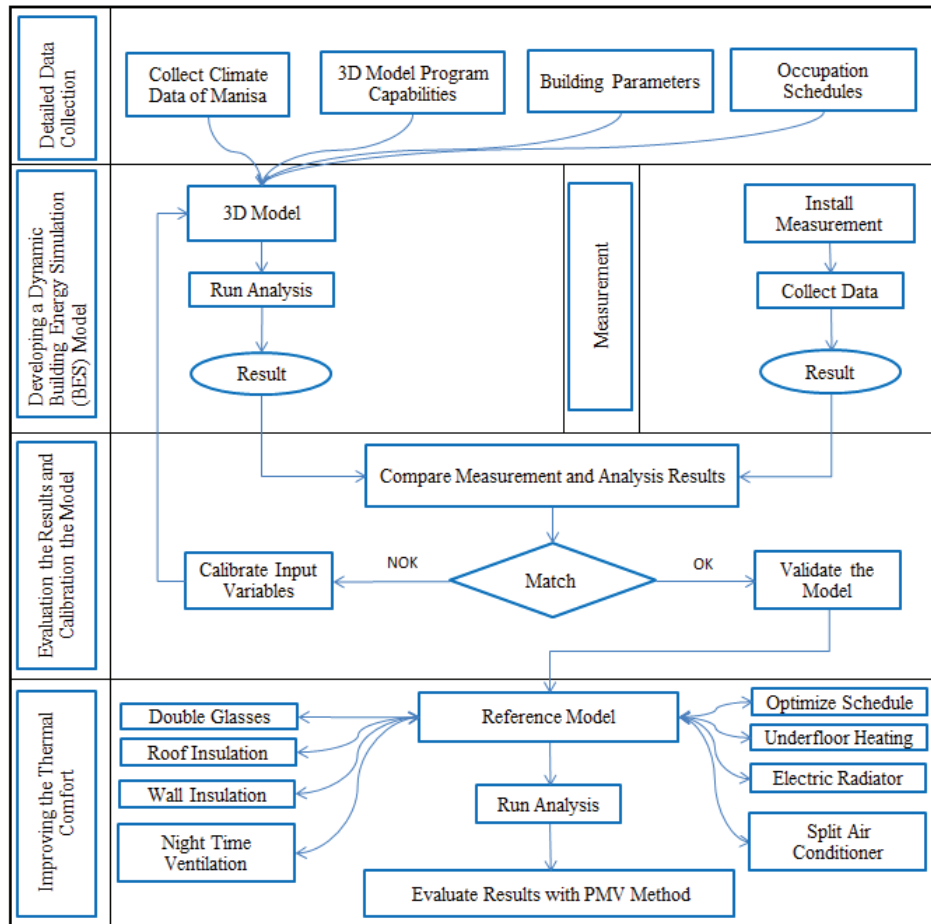 Detailed Data
Collection
Collect Climate
Data of Manisa
3D Model Program
Capabilities
Building Parameters
Occupation
Schedules
Developing a Dynamic
Building Energy Simulation
(BES) Model
3D Model
Run Analysis
Result
Measurement
Install
Measurement
Collect Data
Result
Evaluation the Results and
Calibration the Model
Compare Measurement and Analysis Results
Calibrate Input
Variables
NOK
Match
OK
Validate the
Model
Improving the Thermal
Comfort
Double Glasses
Roof Insulation
Wall Insulation
Night Time
Ventilation
Reference Model
Run Analysis
Evaluate Results with PMV Method
Optimize Schedule
Underfloor Heating
Electric Radiator
Split Air
Conditioner